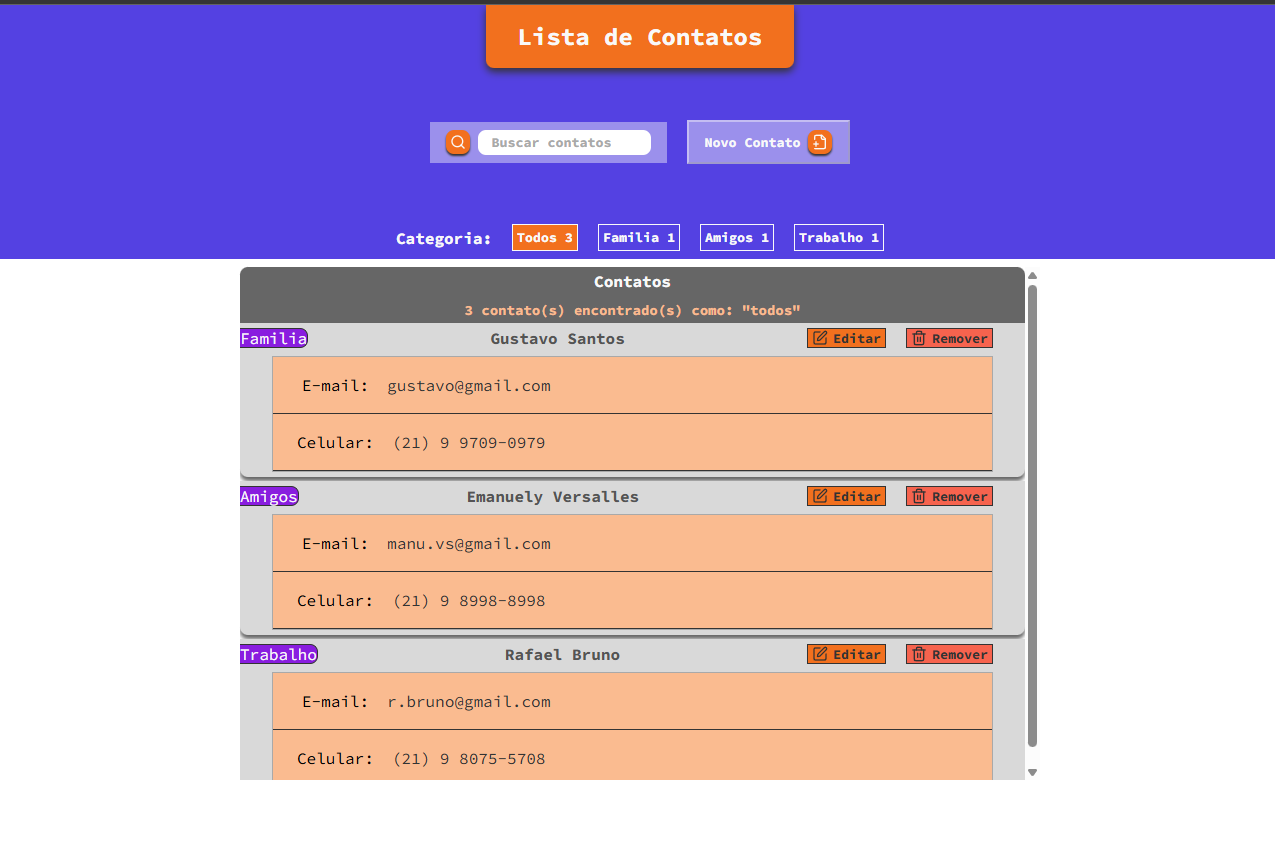 Lista de Contatos
Buscar contatos
Novo Contato
Categoria: Todos 3 Familia 1 Amigos 1 Trabalho 1
Contatos
3 contato(s) encontrado(s) como: "todos"
Familia Gustavo Santos Editar Remover
E-mail: gustavo@gmail.com
Celular: (21) 9 9709-0979
Amigos Emanuely Versalles Editar Remover
E-mail: manu.vs@gmail.com
Celular: (21) 9 8998-8998
Trabalho Rafael Bruno Editar Remover
E-mail: r.bruno@gmail.com
Celular: (21) 9 8075-5708